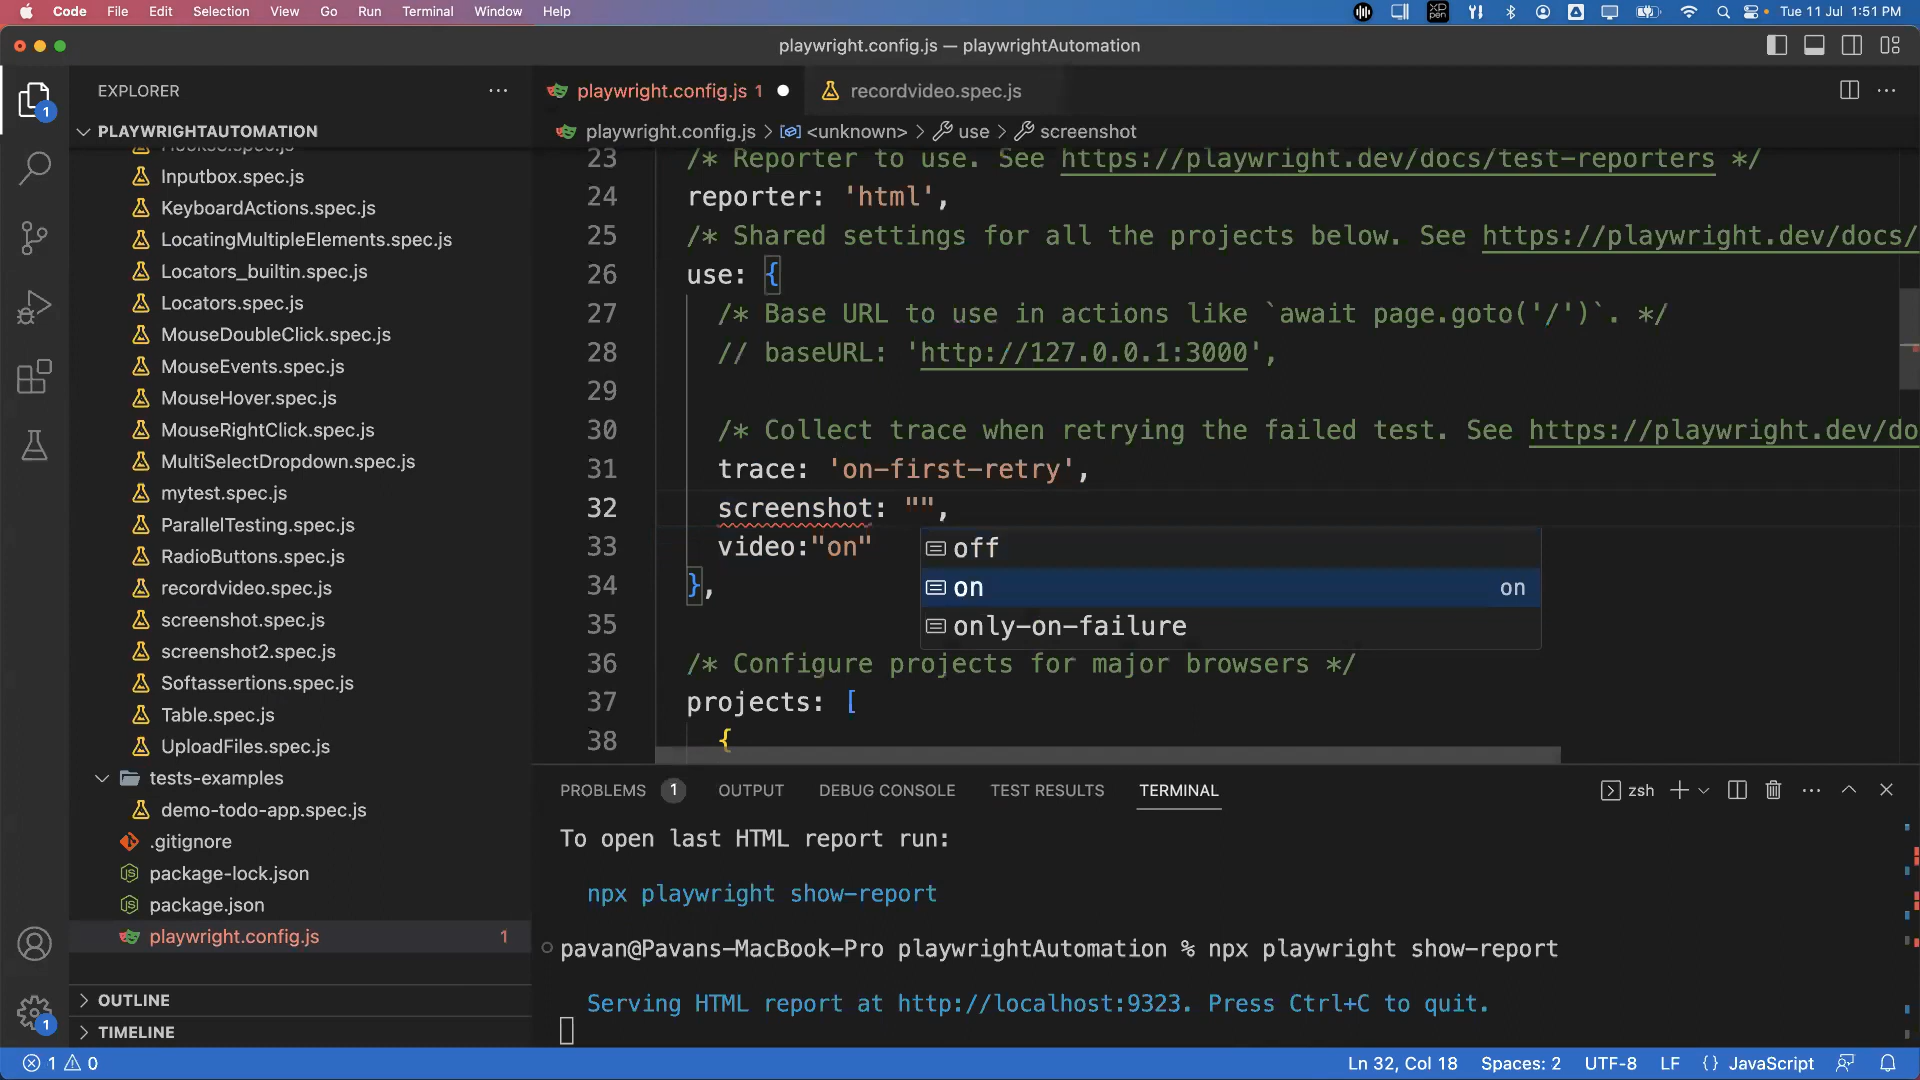 Code File Edit Selection View Go Run Terminal Window Help
XP pen
Tue 11 Jul 1:51 PM
playwright.config.js — playwrightAutomation
EXPLORER
PLAYWRIGHTAUTOMATION
Inputbox.spec.js
KeyboardActions.spec.js
LocatingMultipleElements.spec.js
Locators_builtin.spec.js
Locators.spec.js
MouseDoubleClick.spec.js
MouseEvents.spec.js
MouseHover.spec.js
MouseRightClick.spec.js
MultiSelectDropdown.spec.js
mytest.spec.js
ParallelTesting.spec.js
RadioButtons.spec.js
recordvideo.spec.js
screenshot.spec.js
screenshot2.spec.js
Softassertions.spec.js
Table.spec.js
UploadFiles.spec.js
tests-examples
demo-todo-app.spec.js
.gitignore
package-lock.json
package.json
playwright.config.js 1
OUTLINE
TIMELINE
1
1
playwright.config.js 1
recordvideo.spec.js
playwright.config.js > <unknown> > use > screenshot
23 /* Reporter to use. See https://playwright.dev/docs/test-reporters */
24 reporter: 'html',
25 /* Shared settings for all the projects below. See https://playwright.dev/docs/
26 use: {
27 /* Base URL to use in actions like `await page.goto('/')`. */
28 // baseURL: 'http://127.0.0.1:3000',
29
30 /* Collect trace when retrying the failed test. See https://playwright.dev/do
31 trace: 'on-first-retry',
32 screenshot: "",
33 video:"on"
34 },
35
36 /* Configure projects for major browsers */
37 projects: [
38 {
off
on on
only-on-failure
PROBLEMS 1 OUTPUT DEBUG CONSOLE TEST RESULTS TERMINAL
zsh
To open last HTML report run:
npx playwright show-report
pavan@Pavans-MacBook-Pro playwrightAutomation % npx playwright show-report
Serving HTML report at http://localhost:9323. Press Ctrl+C to quit.
1 0
Ln 32, Col 18 Spaces: 2 UTF-8 LF {} JavaScript